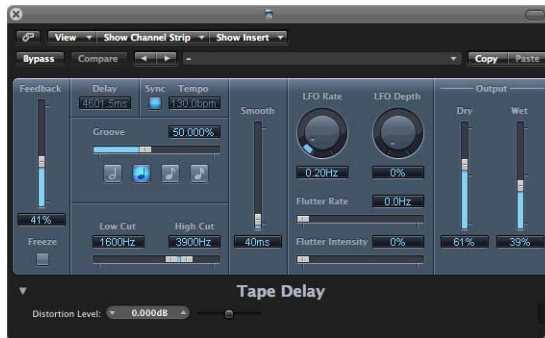 View Show Channel Strip Show Insert
Bypass Compare - Copy Paste
Feedback Delay Sync Tempo Smooth LFO Rate LFO Depth Output
4601.5ms 130.0bpm Dry Wet
Groove 50.000%
0.20Hz 0%
Flutter Rate 0.0Hz
41% Low Cut High Cut
Freeze 1600Hz 3900Hz 40ms Flutter Intensity 0% 61% 39%
Tape Delay
Distortion Level: 0.000dB